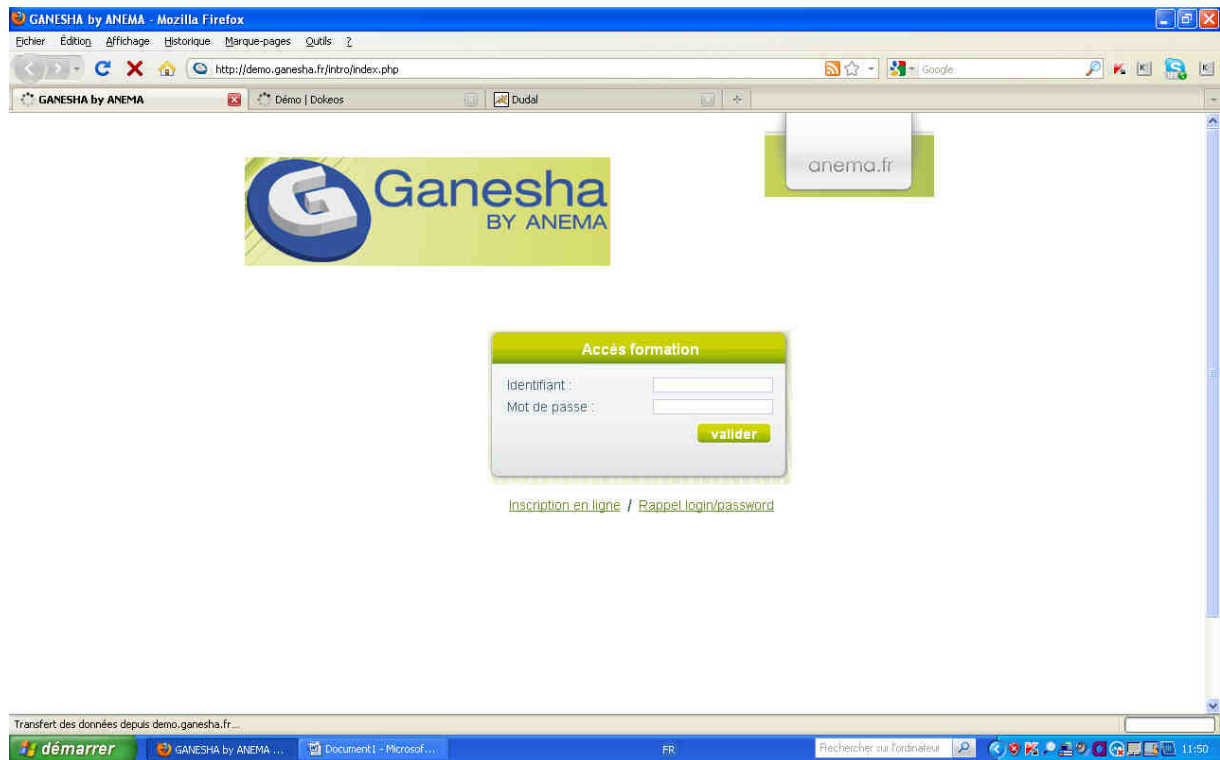 GANESHA by ANEMA - Mozilla Firefox
Fichier Édition Affichage Historique Marque-pages Outils ?
http://demo.ganesha.fr/intro/index.php
Google
GANESHA by ANEMA
Démo | Dokeos
Dudal
anema.fr
Ganesha
BY ANEMA
Accès formation
Identifiant :
Mot de passe :
valider
Inscription en ligne / Rappel login/password
Transfert des données depuis demo.ganesha.fr...
démarrer
GANESHA by ANEMA ...
Document1 - Microsof...
FR
Rechercher sur l'ordinateur
11:50